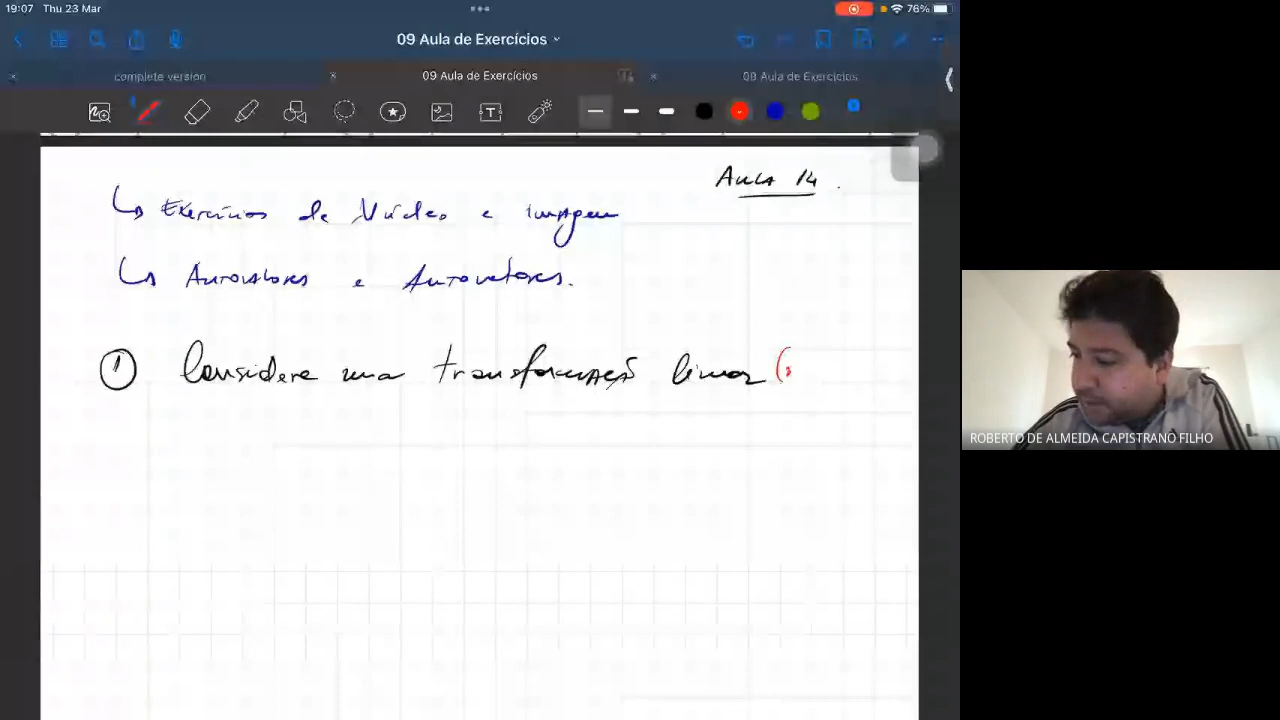 19:07 Thu 23 Mar
76%
09 Aula de Exercícios
complete version
09 Aula de Exercícios
08 Aula de Exercícios
Aula 14.
↳ Exercícios de Núcleo e imagem
↳ Autovalores e Autovetores.
① Considere uma transformação linear (
ROBERTO DE ALMEIDA CAPISTRANO FILHO